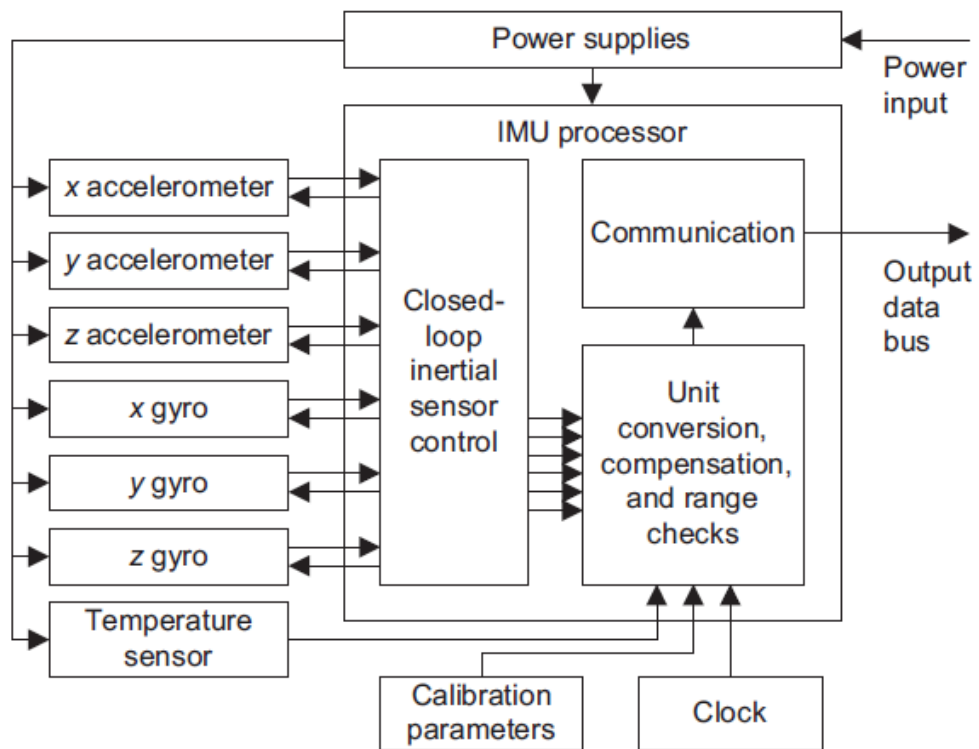 Power supplies
Power
input
IMU processor
x accelerometer
y accelerometer
z accelerometer
x gyro
y gyro
z gyro
Temperature
sensor
Closed-
loop
inertial
sensor
control
Communication
Output
data
bus
Unit
conversion,
compensation,
and range
checks
Calibration
parameters
Clock